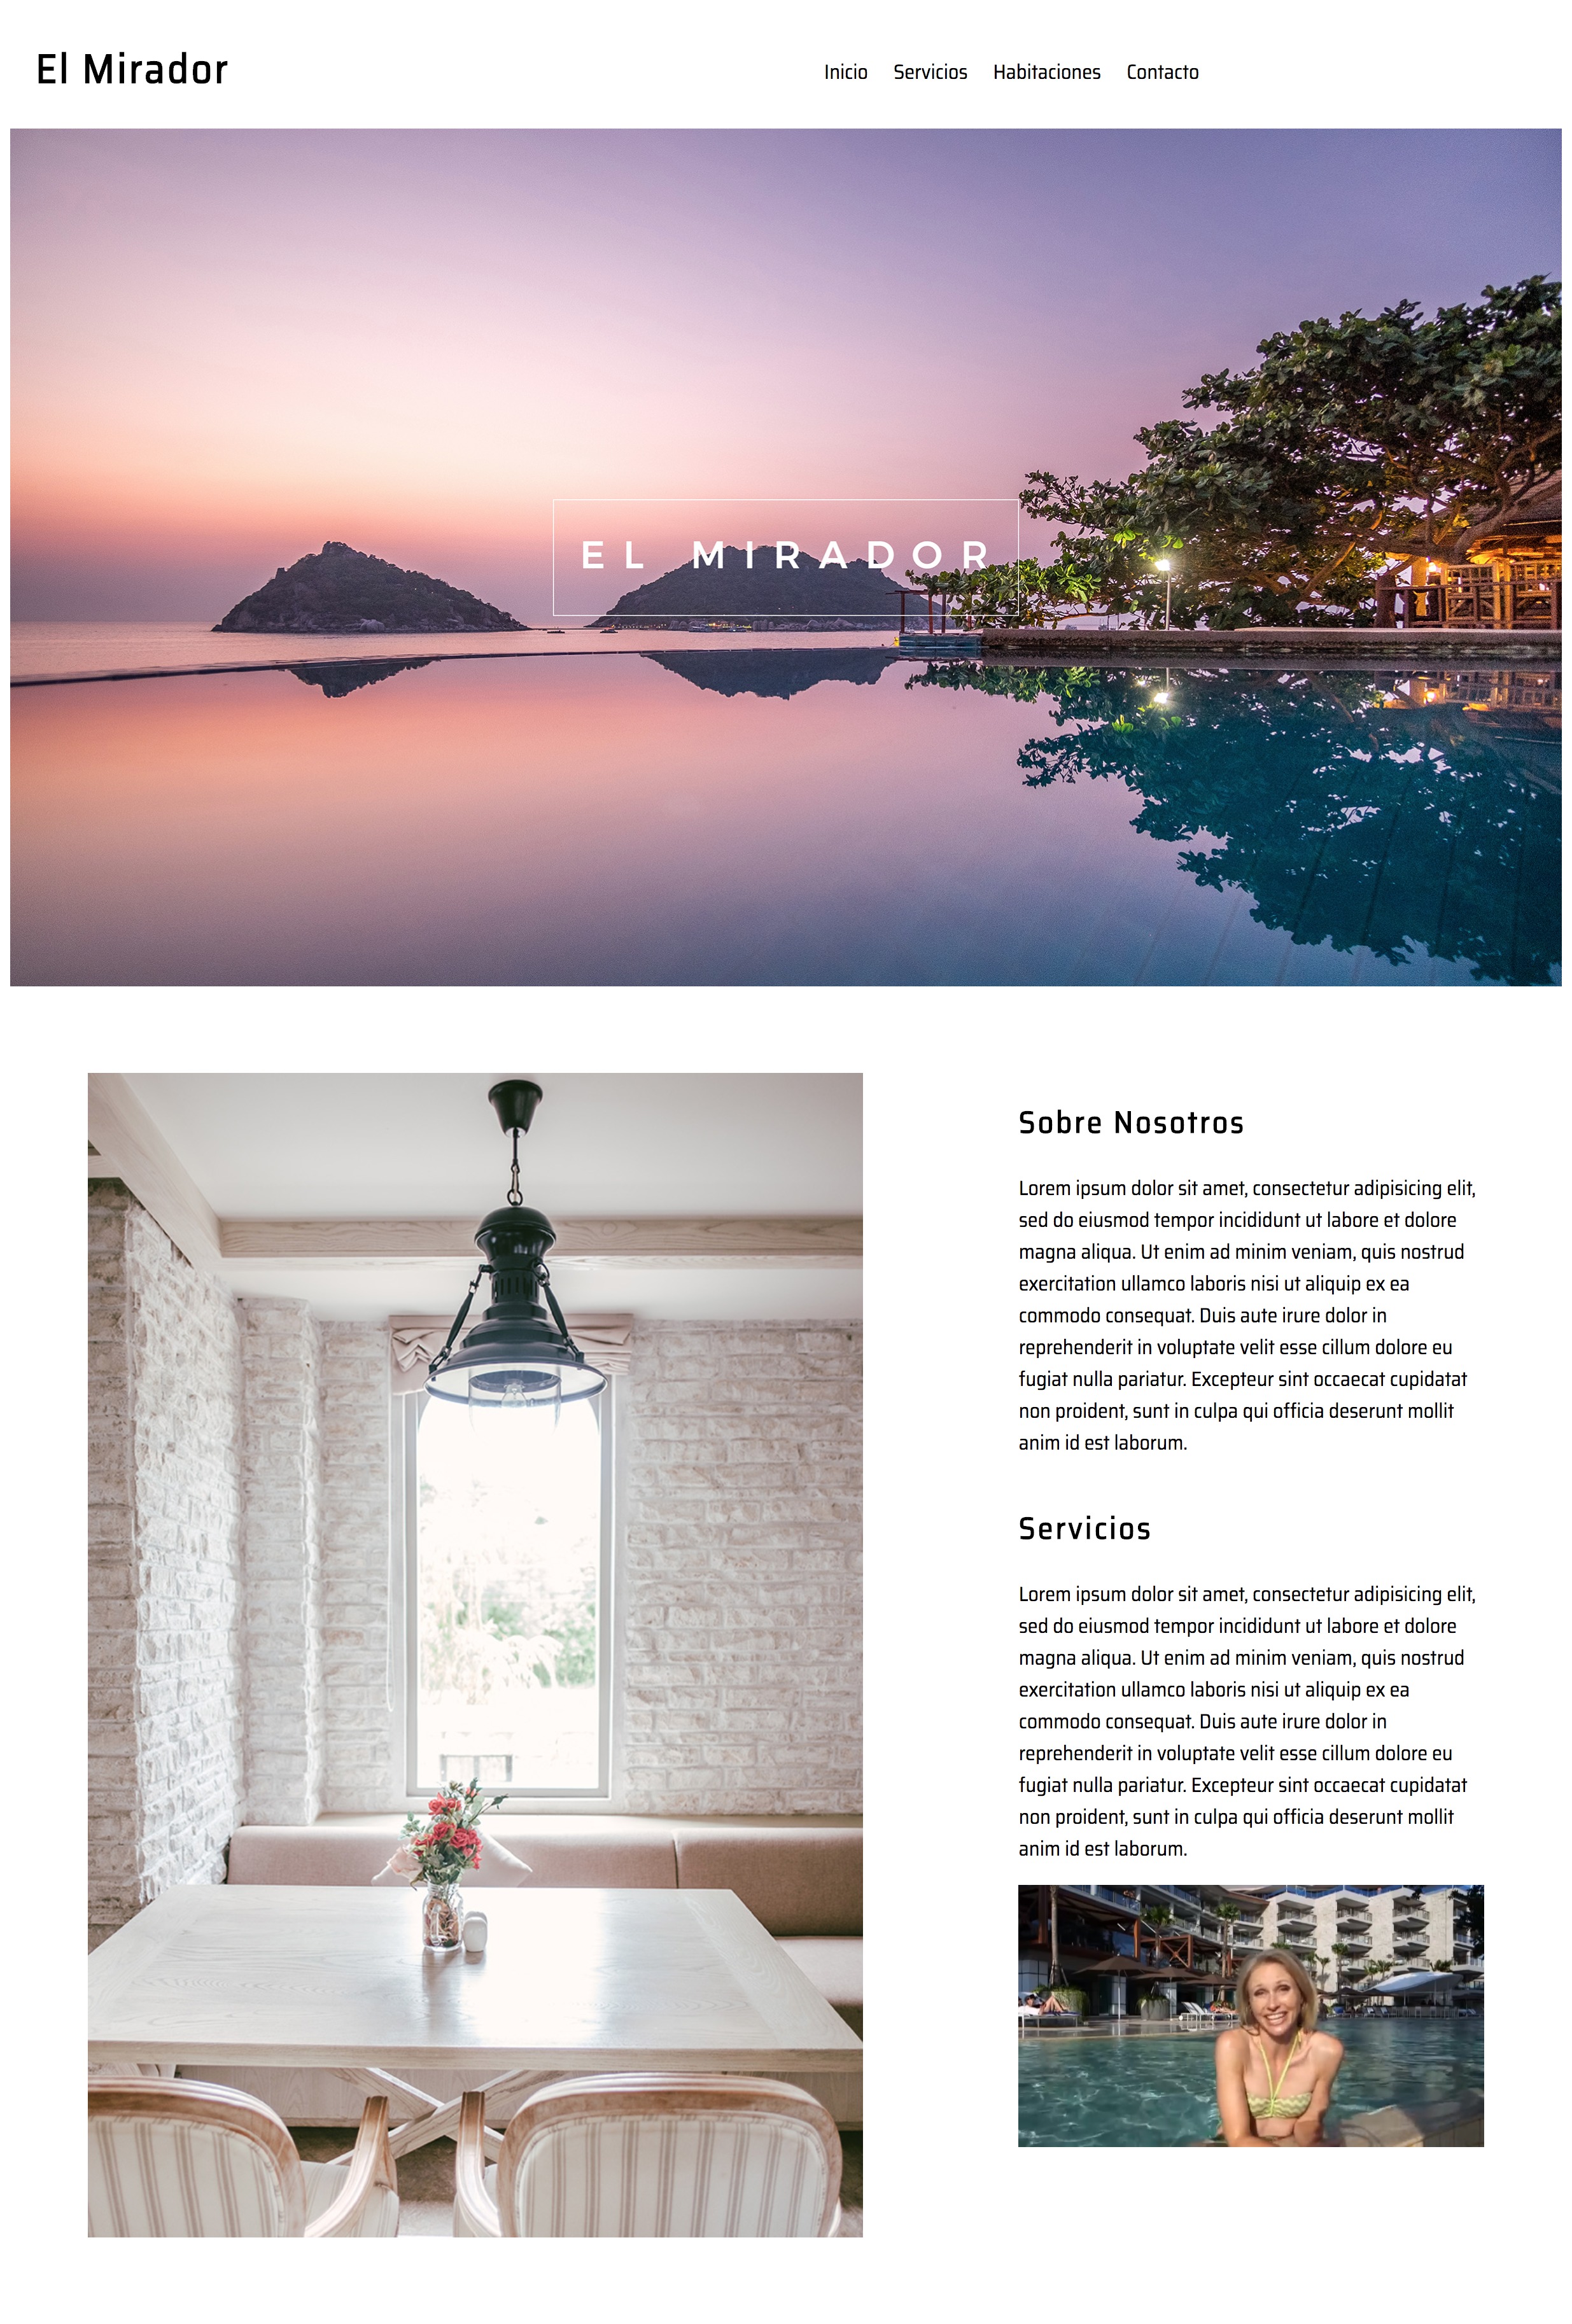 El Mirador
Inicio Servicios Habitaciones Contacto
EL MIRADOR
Sobre Nosotros
Lorem ipsum dolor sit amet, consectetur adipisicing elit,
sed do eiusmod tempor incididunt ut labore et dolore
magna aliqua. Ut enim ad minim veniam, quis nostrud
exercitation ullamco laboris nisi ut aliquip ex ea
commodo consequat. Duis aute irure dolor in
reprehenderit in voluptate velit esse cillum dolore eu
fugiat nulla pariatur. Excepteur sint occaecat cupidatat
non proident, sunt in culpa qui officia deserunt mollit
anim id est laborum.
Servicios
Lorem ipsum dolor sit amet, consectetur adipisicing elit,
sed do eiusmod tempor incididunt ut labore et dolore
magna aliqua. Ut enim ad minim veniam, quis nostrud
exercitation ullamco laboris nisi ut aliquip ex ea
commodo consequat. Duis aute irure dolor in
reprehenderit in voluptate velit esse cillum dolore eu
fugiat nulla pariatur. Excepteur sint occaecat cupidatat
non proident, sunt in culpa qui officia deserunt mollit
anim id est laborum.